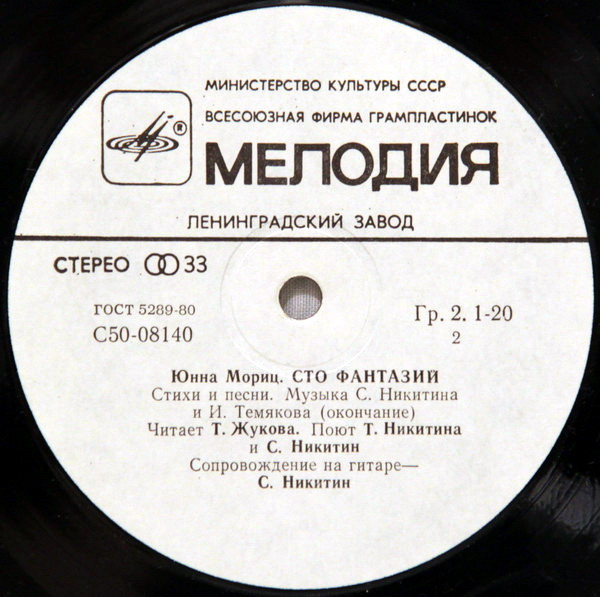 МИНИСТЕРСТВО КУЛЬТУРЫ СССР
ВСЕСОЮЗНАЯ ФИРМА ГРАМПЛАСТИНОК
®
МЕЛОДИЯ
ЛЕНИНГРАДСКИЙ ЗАВОД
СТЕРЕО 33
ГОСТ 5289-80
Гр. 2. 1-20
С50-08140
2
Юнна Мориц. СТО ФАНТАЗИЙ
Стихи и песни. Музыка С. Никитина
и И. Темякова (окончание)
Читает Т. Жукова. Поют Т. Никитина
и С. Никитин
Сопровождение на гитаре—
С. Никитин